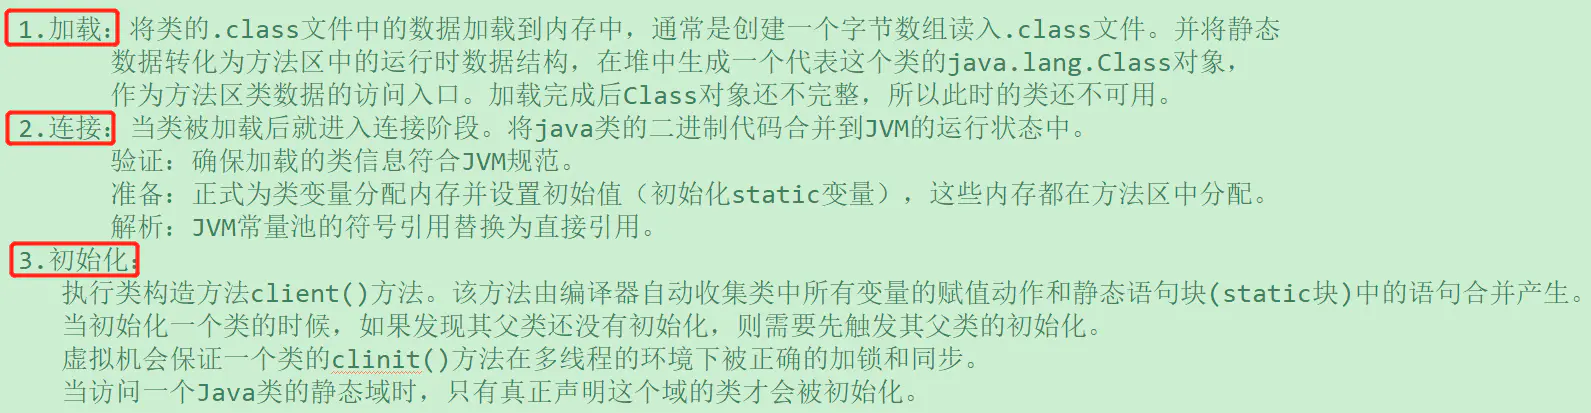 1.加载：将类的.class文件中的数据加载到内存中，通常是创建一个字节数组读入.class文件。并将静态
数据转化为方法区中的运行时数据结构，在堆中生成一个代表这个类的java.lang.Class对象，
作为方法区类数据的访问入口。加载完成后Class对象还不完整，所以此时的类还不可用。
2.连接：当类被加载后就进入连接阶段。将java类的二进制代码合并到JVM的运行状态中。
验证：确保加载的类信息符合JVM规范。
准备：正式为类变量分配内存并设置初始值（初始化static变量），这些内存都在方法区中分配。
解析：JVM常量池的符号引用替换为直接引用。
3.初始化：
执行类构造方法client()方法。该方法由编译器自动收集类中所有变量的赋值动作和静态语句块(static块)中的语句合并产生。
当初始化一个类的时候，如果发现其父类还没有初始化，则需要先触发其父类的初始化。
虚拟机会保证一个类的clinit()方法在多线程的环境下被正确的加锁和同步。
当访问一个Java类的静态域时，只有真正声明这个域的类才会被初始化。